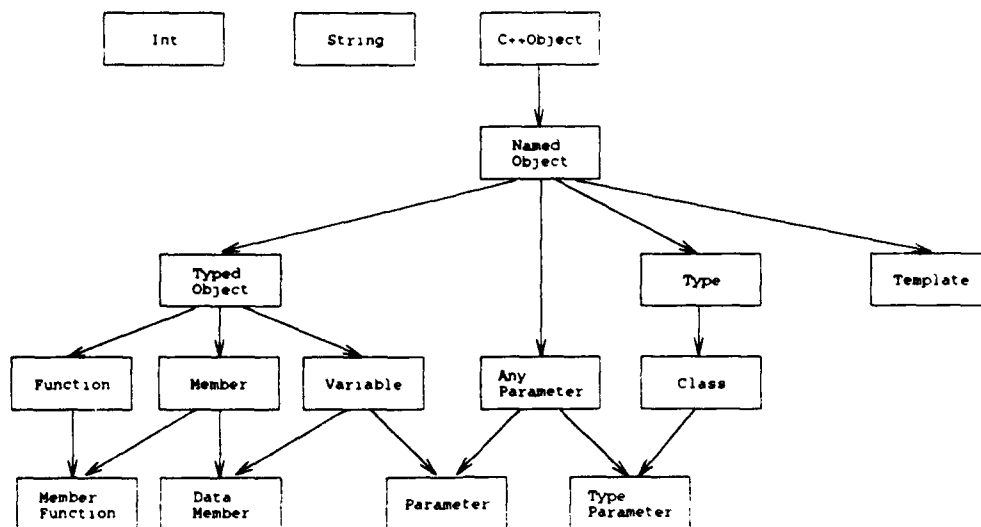 Int
String
C++Object
Named
Object
Typed
Object
Type
Template
Function
Member
Variable
Any
Parameter
Class
Member
Function
Data
Member
Parameter
Type
Parameter